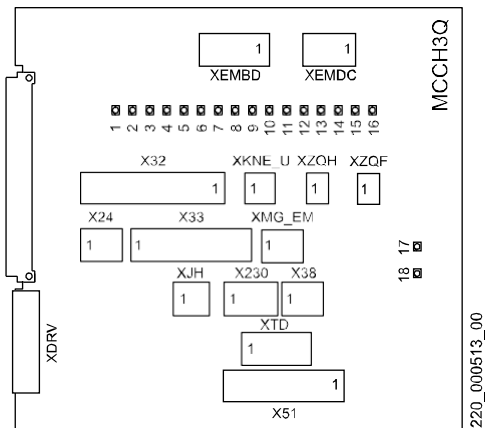 MCCH3Q
1 1
XEMBD XEMDC
1 2 3 4 5 6 7 8 9 10 11 12 13 14 15 16
X32 XKNE_U XZQH XZQF
1 1 1 1
X24 X33 XMG_EM
1 1 1
17
18
XJH X230 X38
1 1 1
XTD
1
XDRV
1
X51
220_000513_00